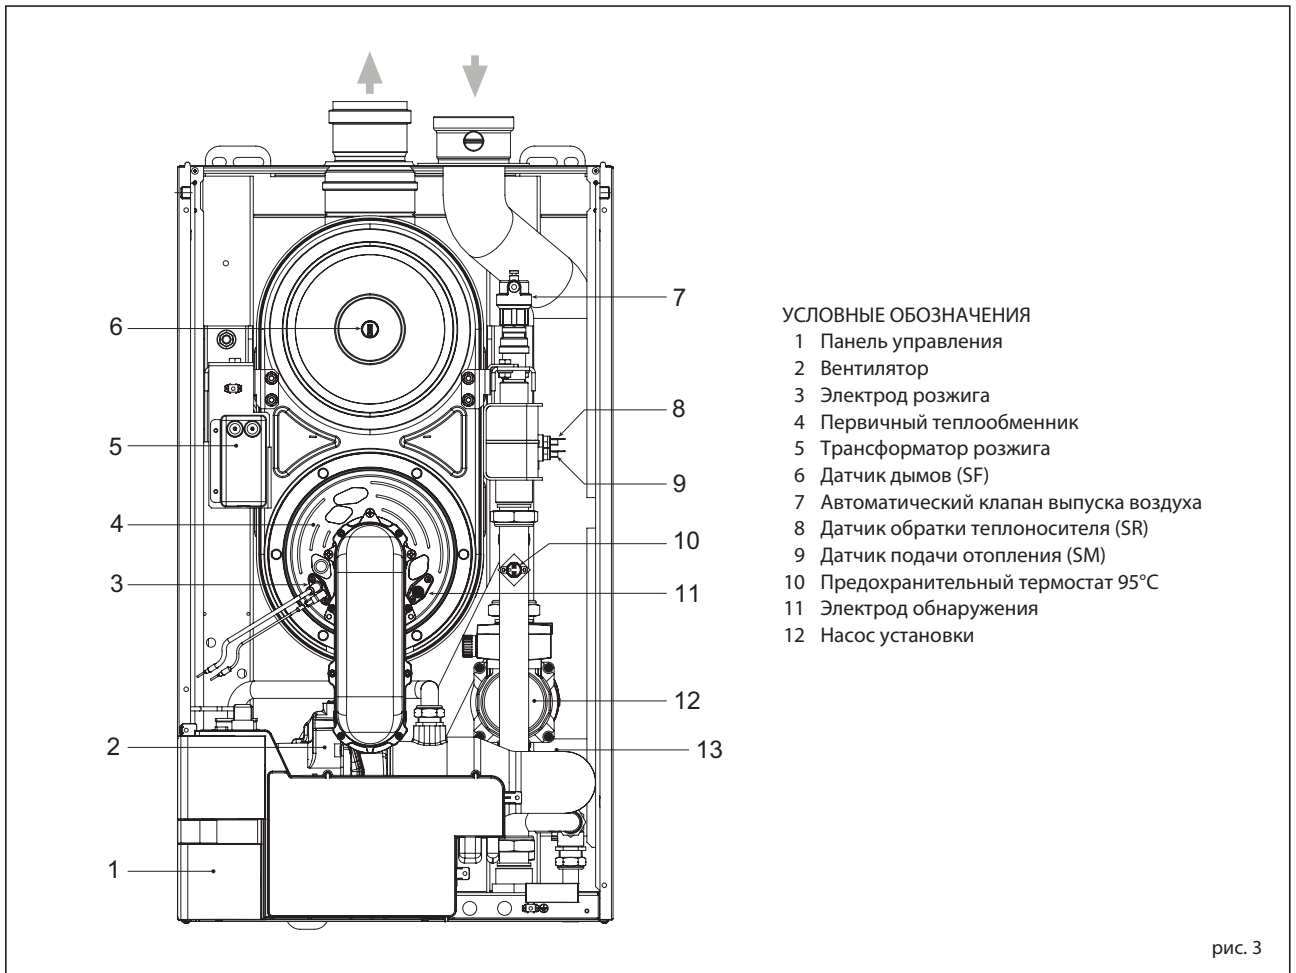 6
5
4
3
2
1
7
8
9
10
11
12
13
УСЛОВНЫЕ ОБОЗНАЧЕНИЯ
1 Панель управления
2 Вентилятор
3 Электрод розжига
4 Первичный теплообменник
5 Трансформатор розжига
6 Датчик дымов (SF)
7 Автоматический клапан выпуска воздуха
8 Датчик обратки теплоносителя (SR)
9 Датчик подачи отопления (SM)
10 Предохранительный термостат 95°C
11 Электрод обнаружения
12 Насос установки
рис. 3